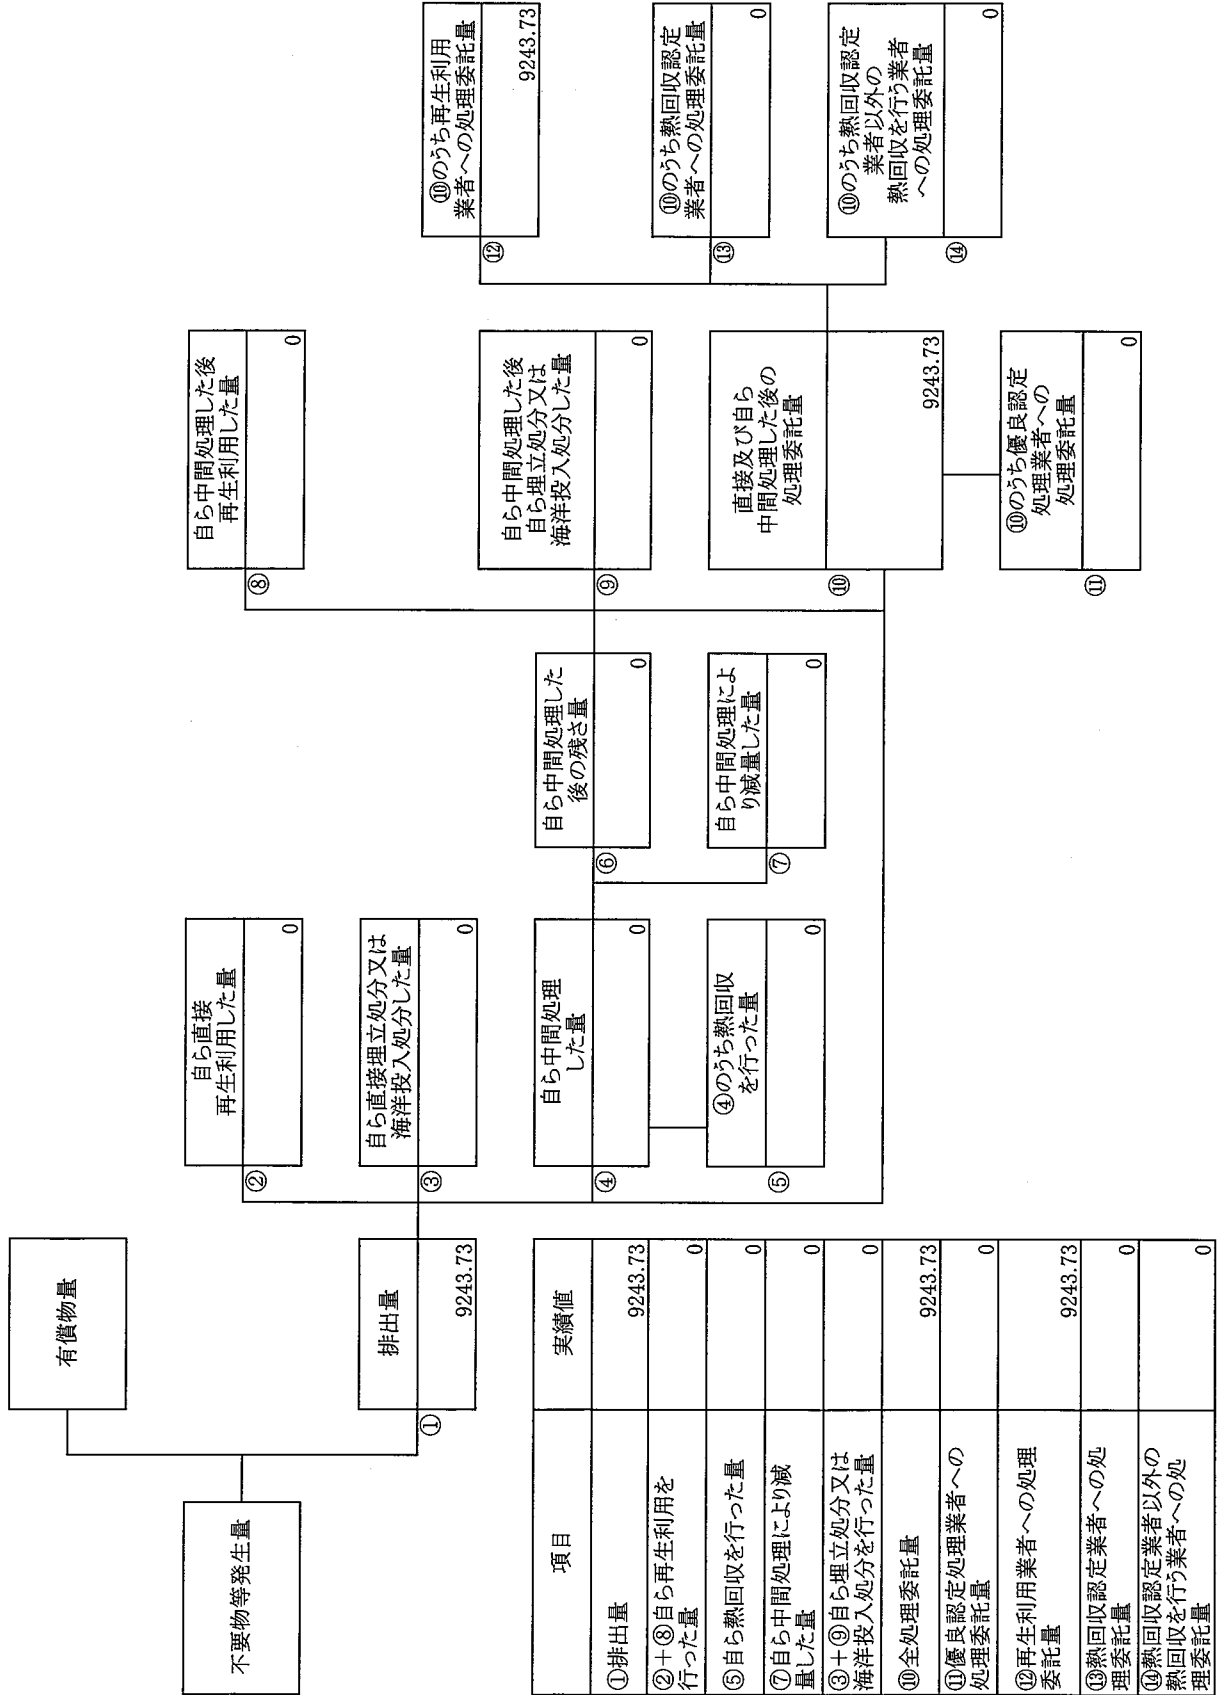 不要物等発生量
有償物量
排出量
①
9243.73
自ら直接
再生利用した量
②
0
自ら直接埋立処分又は
海洋投入処分した量
③
0
自ら中間処理
した量
④
0
④のうち熱回収
を行った量
⑤
0
自ら中間処理した
後の残さ量
⑥
0
自ら中間処理によ
り減量した量
⑦
0
自ら中間処理した後
再生利用した量
⑧
0
自ら中間処理した後
自ら埋立処分又は
海洋投入処分した量
⑨
0
直接及び自ら
中間処理した後の
処理委託量
⑩
9243.73
⑩のうち優良認定
処理業者への
処理委託量
⑪
0
⑩のうち再生利用
業者への処理委託量
⑫
9243.73
⑩のうち熱回収認定
業者への処理委託量
⑬
0
⑩のうち熱回収認定
業者以外の
熱回収を行う業者
への処理委託量
⑭
0
項目 実績値
①排出量 9243.73
②+⑧自ら再生利用を
行った量 0
⑤自ら熱回収を行った量 0
⑦自ら中間処理により減
量した量 0
③+⑨自ら埋立処分又は
海洋投入処分を行った量 0
⑩全処理委託量 9243.73
⑪優良認定処理業者への
処理委託量 0
⑫再生利用業者への処理
委託量 9243.73
⑬熱回収認定業者への処
理委託量 0
⑭熱回収認定業者以外の
熱回収を行う業者への処
理委託量 0